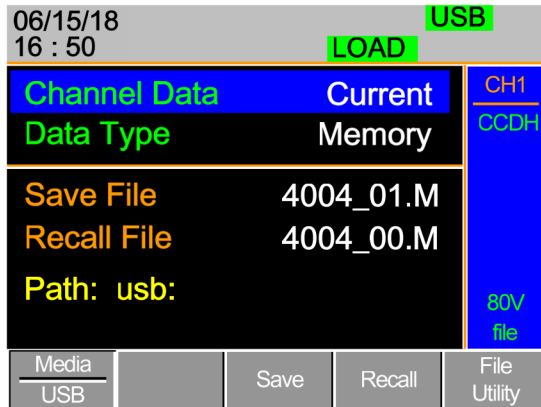 06/15/18 USB
16 : 50 LOAD
Channel Data Current
Data Type Memory
Save File 4004_01.M
Recall File 4004_00.M
Path: usb:
CH1
CCDH
80V
file
Media
USB
Save
Recall
File
Utility